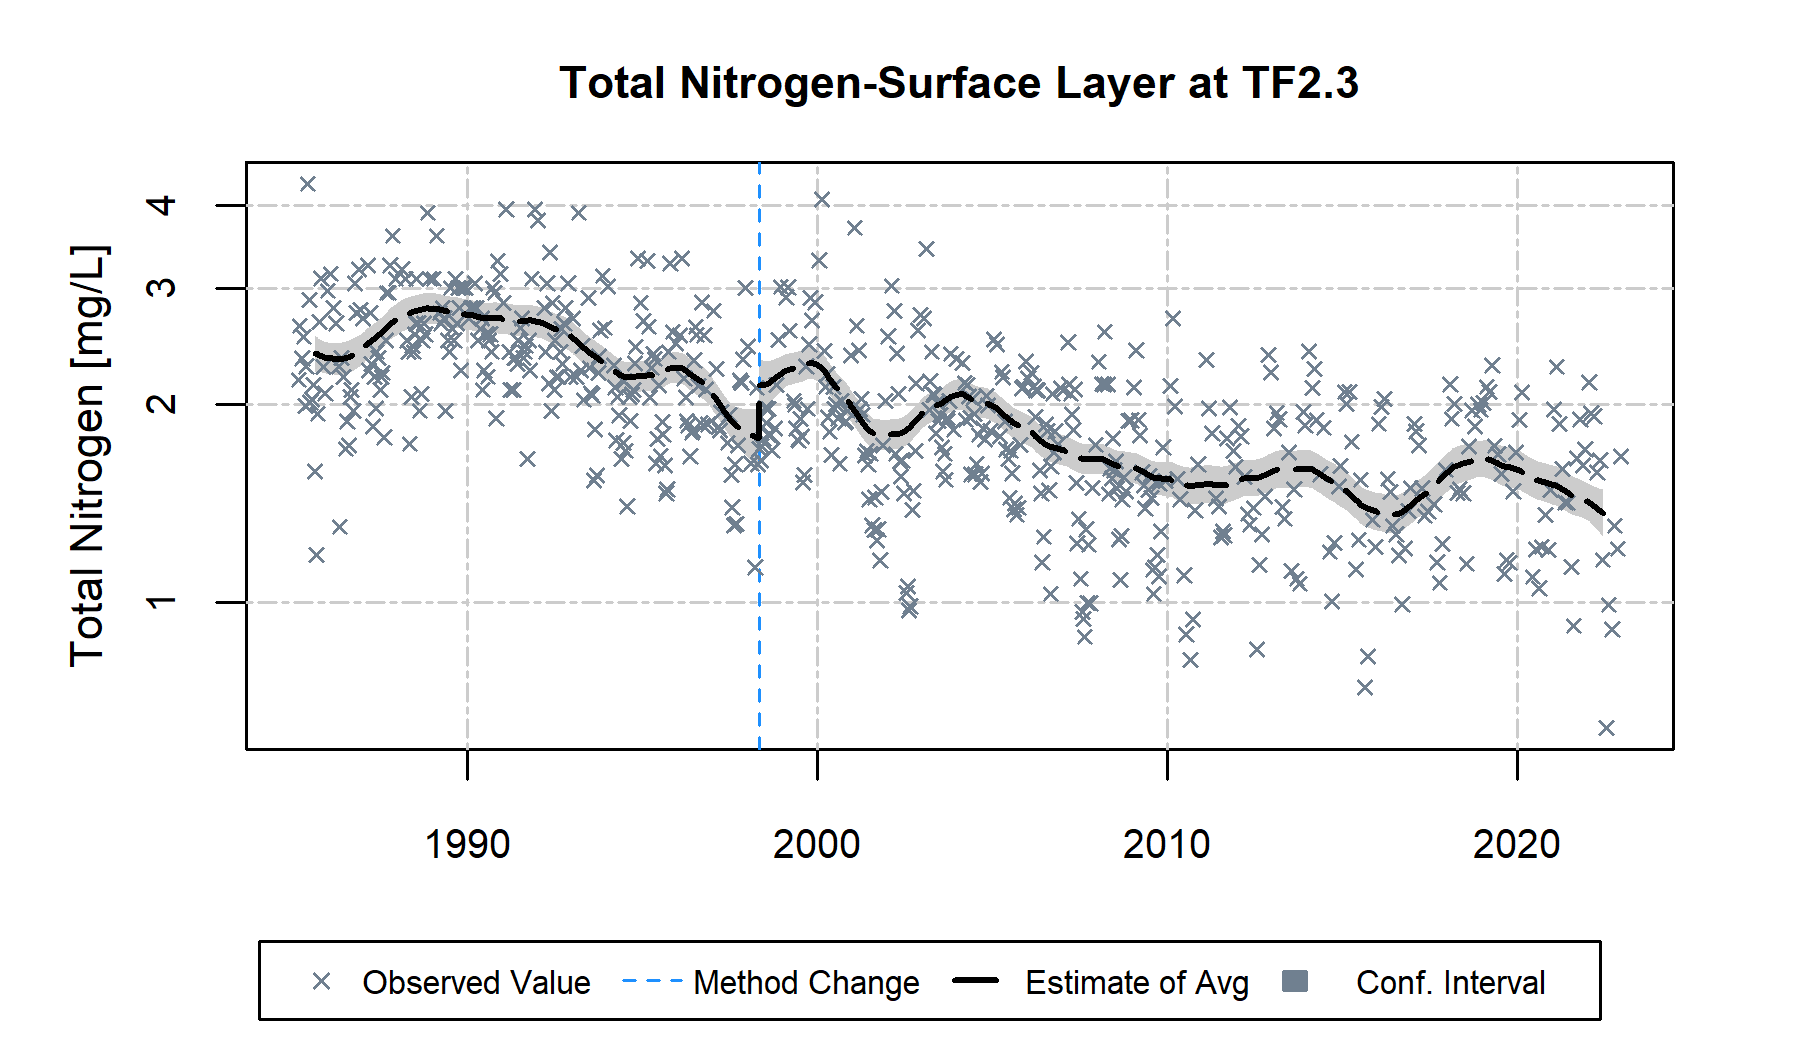 Total Nitrogen-Surface Layer at TF2.3
Total Nitrogen [mg/L]
4
3
2
1
1990
2000
2010
2020
Observed Value
Method Change
Estimate of Avg
Conf. Interval